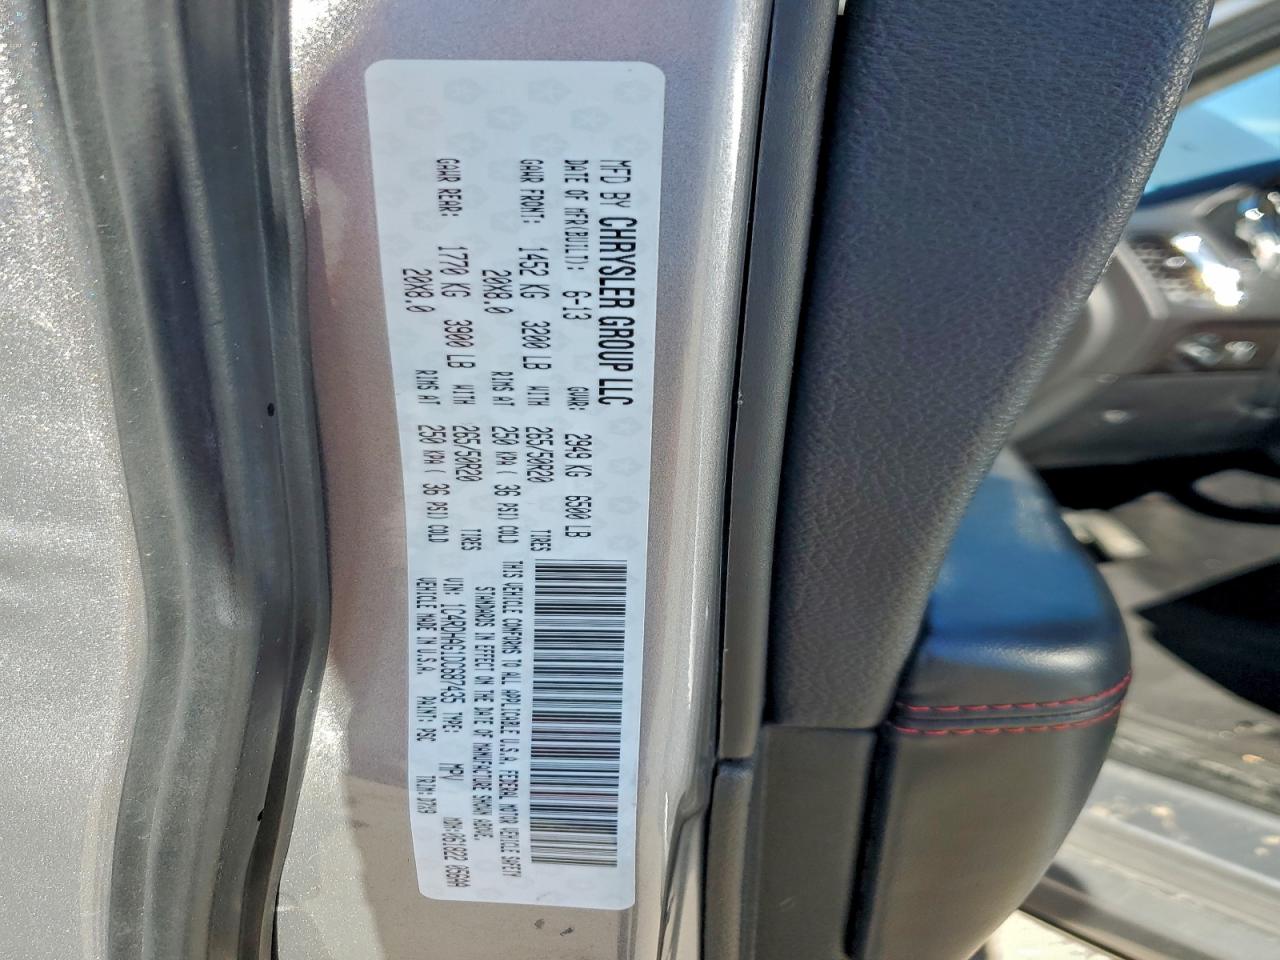 MFD BY CHRYSLER GROUP LLC
DATE OF MFR(BUILT): 6-13 GVWR: 2949 KG 6500 LB
GAWR FRONT: 1452 KG 3200 LB WITH 265/50R20 TIRES
20X8.0 RIMS AT 250 KPA ( 36 PSI) COLD
GAWR REAR: 1770 KG 3900 LB WITH 265/50R20 TIRES
20X8.0 RIMS AT 250 KPA ( 36 PSI) COLD
THIS VEHICLE CONFORMS TO ALL APPLICABLE U.S.A. FEDERAL MOTOR VEHICLE SAFETY
STANDARDS IN EFFECT ON THE DATE OF MANUFACTURE SHOWN ABOVE.
VIN: 1C4RDHAG1DC687435 TYPE: MPV MDH:061822 058AA
VEHICLE MADE IN U.S.A. PAINT: PSC TRIM: